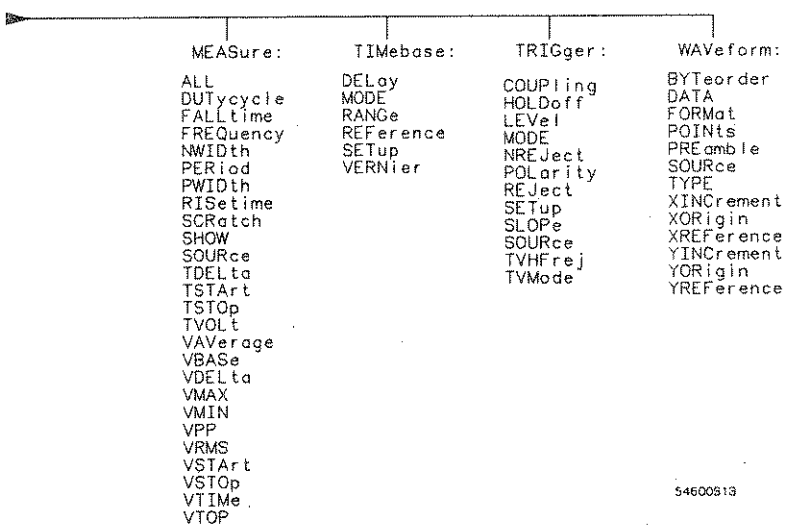 MEASure:
ALL
DUTycycle
FALLtime
FREQuency
NWIDth
PERiod
PWIDth
RISetime
SCRatch
SHOW
SOURce
TDELta
TSTArt
TSTOp
TVOLt
VAVerage
VBASe
VDELta
VMAX
VMIN
VPP
VRMS
VSTArt
VSTOp
VTIMe
VTOP
TIMebase:
DELay
MODE
RANGe
REFerence
SETup
VERNier
TRIGger:
COUPling
HOLDoff
LEVel
MODE
NREJect
POLarity
REJect
SETup
SLOPe
SOURce
TVHFrej
TVMode
WAVeform:
BYTeorder
DATA
FORMat
POINts
PREamble
SOURce
TYPE
XINCrement
XORigin
XREFerence
YINCrement
YORigin
YREFerence
54600S13